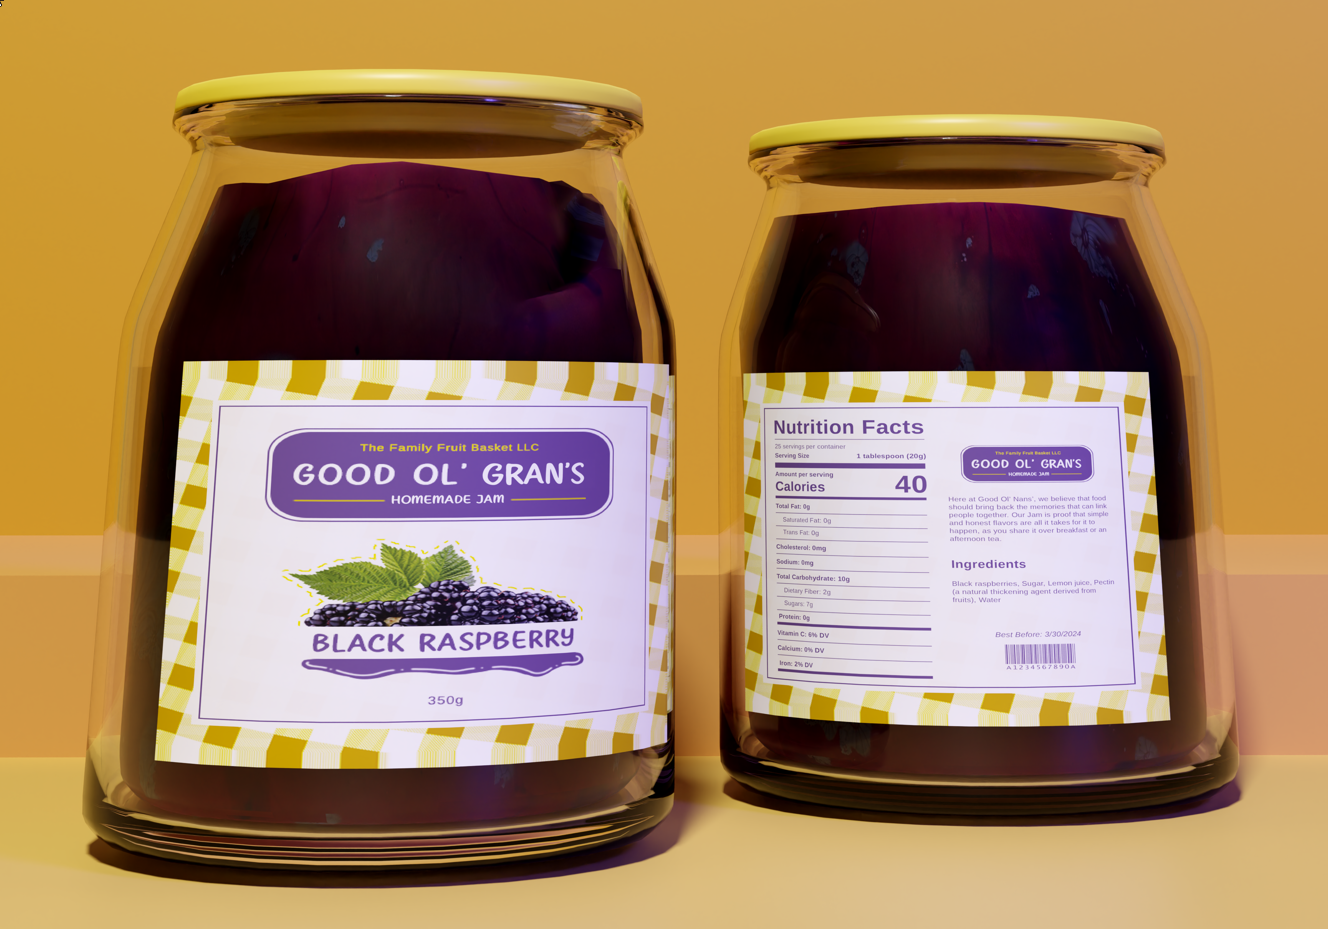 The Family Fruit Basket LLC
GOOD OL' GRAN'S
HOMEMADE JAM
BLACK RASPBERRY
350g
Nutrition Facts
25 servings per container
Serving Size 1 tablespoon (20g)
Amount per serving
Calories 40
Total Fat: 0g
Saturated Fat: 0g
Trans Fat: 0g
Cholesterol: 0mg
Sodium: 0mg
Total Carbohydrate: 10g
Dietary Fiber: 2g
Sugars: 7g
Protein: 0g
Vitamin C: 6% DV
Calcium: 0% DV
Iron: 2% DV
The Family Fruit Basket LLC
GOOD OL' GRAN'S
HOMEMADE JAM
Here at Good Ol' Nans', we believe that food
should bring back the memories that can link
people together. Our Jam is proof that simple
and honest flavors are all it takes for it to
happen, as you share it over breakfast or an
afternoon tea.
Ingredients
Black raspberries, Sugar, Lemon juice, Pectin
(a natural thickening agent derived from
fruits), Water
Best Before: 3/30/2024
A1234567890A